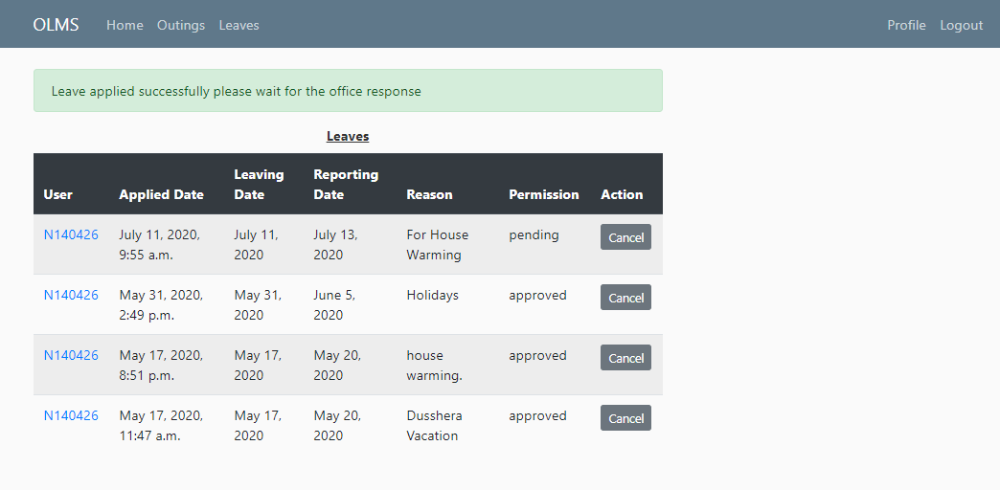 OLMS Home Outings Leaves Profile Logout
Leave applied successfully please wait for the office response
Leaves
User Applied Date Leaving Date Reporting Date Reason Permission Action
N140426 July 11, 2020, 9:55 a.m. July 11, 2020 July 13, 2020 For House Warming pending Cancel
N140426 May 31, 2020, 2:49 p.m. May 31, 2020 June 5, 2020 Holidays approved Cancel
N140426 May 17, 2020, 8:51 p.m. May 17, 2020 May 20, 2020 house warming. approved Cancel
N140426 May 17, 2020, 11:47 a.m. May 17, 2020 May 20, 2020 Dusshera Vacation approved Cancel